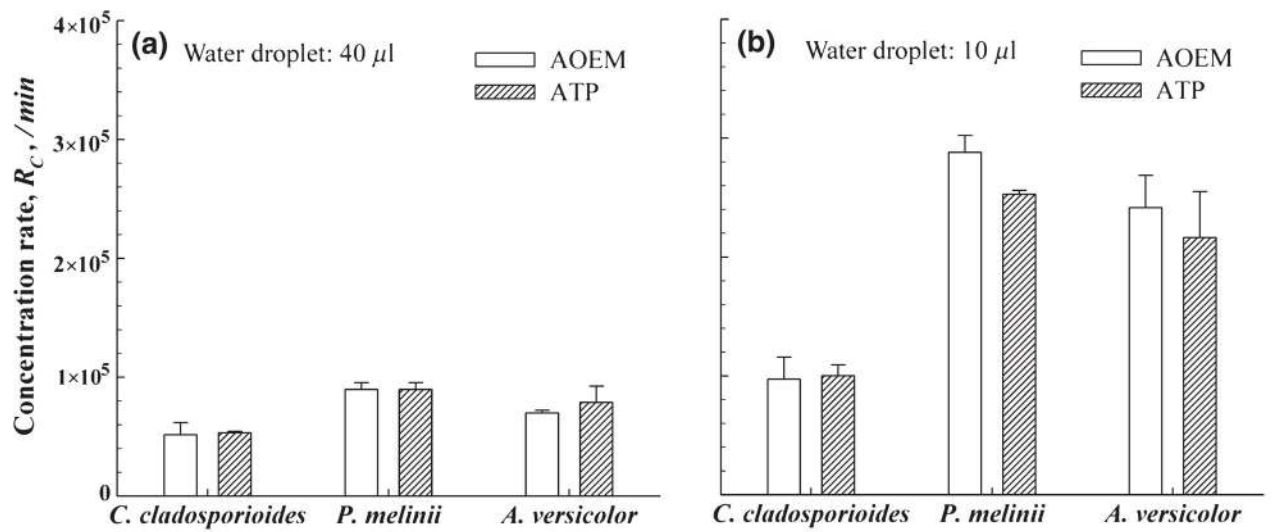 (a) Water droplet: 40 μl
AOEM
ATP
Concentration rate, R_C, /min
4×10⁵
3×10⁵
2×10⁵
1×10⁵
0
C. cladosporioides P. melinii A. versicolor
(b) Water droplet: 10 μl
AOEM
ATP
C. cladosporioides P. melinii A. versicolor